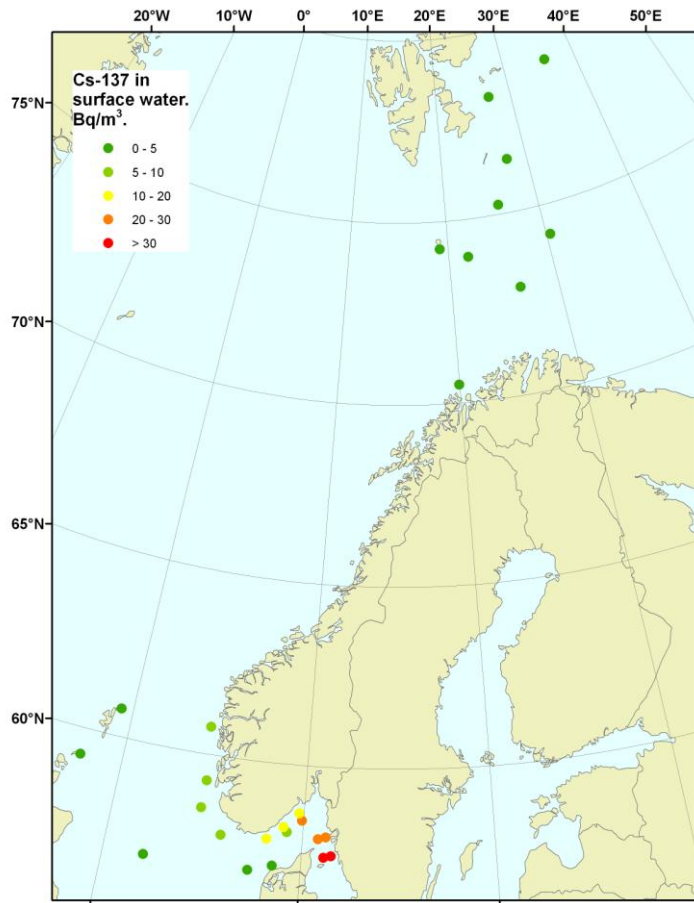 20°W 10°W 0° 10°E 20°E 30°E 40°E 50°E
75°N
Cs-137 in
surface water.
Bq/m³.
0 - 5
5 - 10
10 - 20
20 - 30
> 30
70°N
65°N
60°N